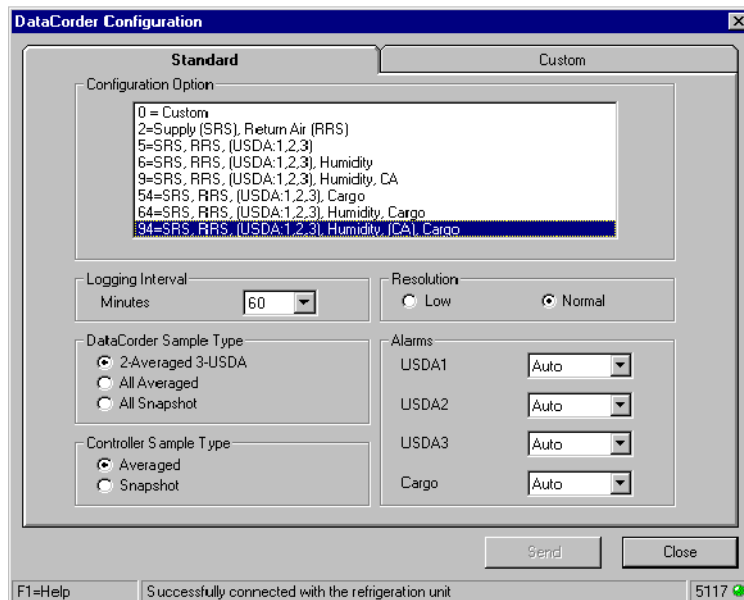 DataCorder Configuration
Standard
Custom
Configuration Option
0 = Custom
2=Supply (SRS), Return Air (RRS)
5=SRS, RRS, (USDA:1,2,3)
6=SRS, RRS, (USDA:1,2,3), Humidity
9=SRS, RRS, (USDA:1,2,3), Humidity, CA
54=SRS, RRS, (USDA:1,2,3), Cargo
64=SRS, RRS, (USDA:1,2,3), Humidity, Cargo
94=SRS, RRS, (USDA:1,2,3), Humidity, (CA), Cargo
Logging Interval
Minutes 60
Resolution
Low Normal
DataCorder Sample Type
2-Averaged 3-USDA
All Averaged
All Snapshot
Controller Sample Type
Averaged
Snapshot
Alarms
USDA1 Auto
USDA2 Auto
USDA3 Auto
Cargo Auto
Send Close
F1=Help Successfully connected with the refrigeration unit 5117